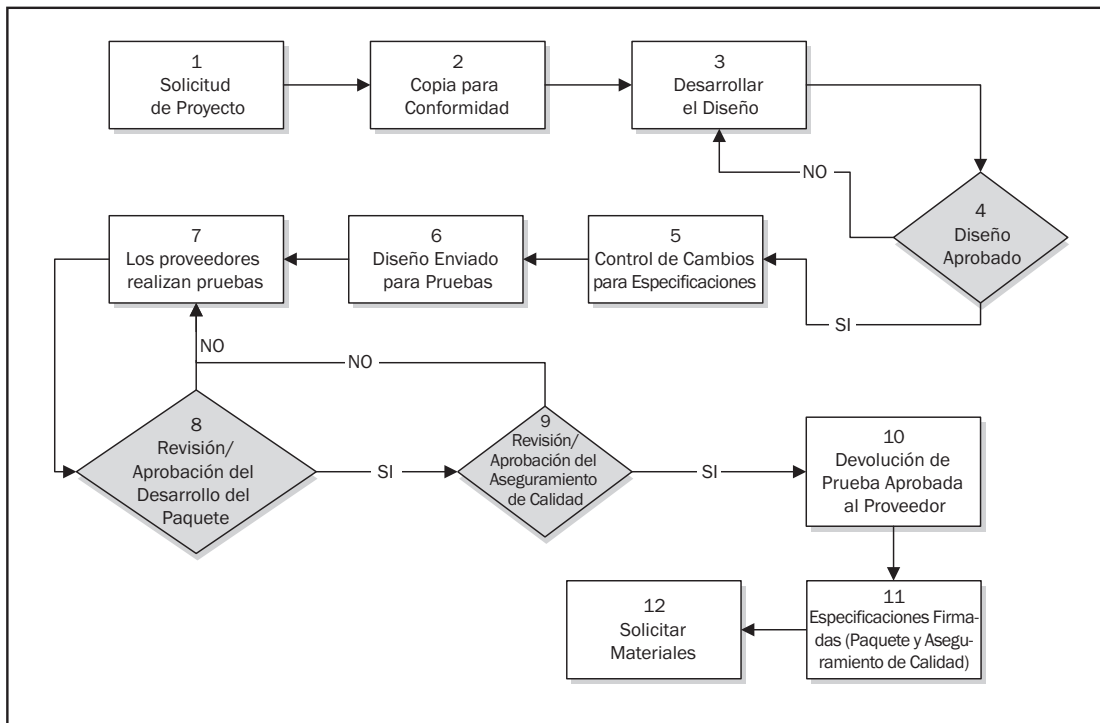 1
Solicitud
de Proyecto
2
Copia para
Conformidad
3
Desarrollar
el Diseño
NO
4
Diseño
Aprobado
7
Los proveedores
realizan pruebas
6
Diseño Enviado
para Pruebas
5
Control de Cambios
para Especificaciones
SI
NO
NO
8
Revisión/
Aprobación del
Desarrollo del
Paquete
SI
9
Revisión/
Aprobación del
Aseguramiento
de Calidad
SI
10
Devolución de
Prueba Aprobada
al Proveedor
12
Solicitar
Materiales
11
Especificaciones Firma-
das (Paquete y Asegu-
ramiento de Calidad)